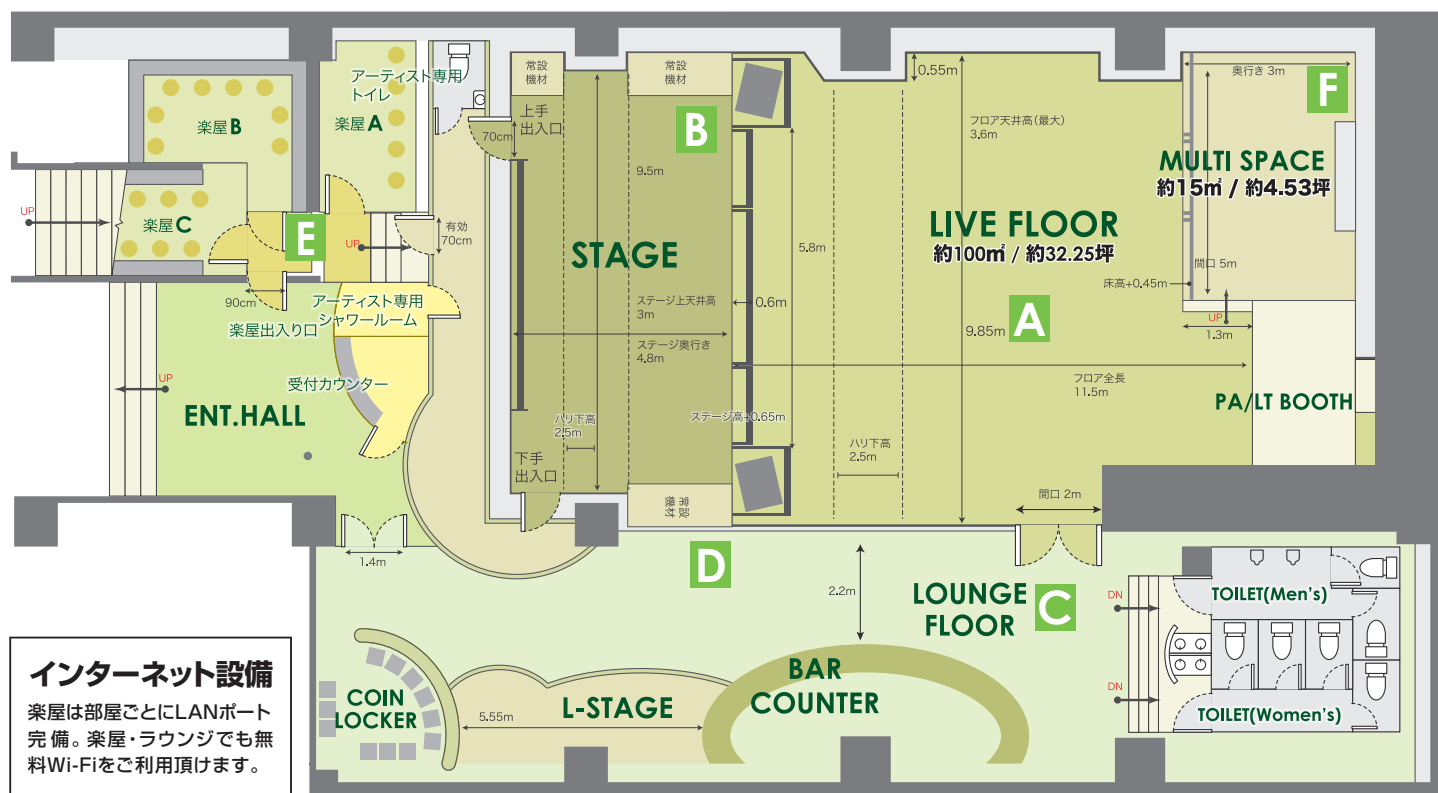 アーティスト専用
トイレ
楽屋A
楽屋B
楽屋C
UP
E
UP
有効
70cm
90cm
楽屋出入り口
アーティスト専用
シャワールーム
受付カウンター
UP
ENT.HALL
1.4m
常設
機材
常設
機材
上手
出入口
70cm
B
9.5m
STAGE
ステージ上天井高
3m
ステージ奥行き
4.8m
ハリ下高
2.5m
下手
出入口
常設
機材
0.55m
フロア天井高(最大)
3.6m
LIVE FLOOR
約100㎡ / 約32.25坪
5.8m
0.6m
A
9.85m
フロア全長
11.5m
ステージ高+0.65m
ハリ下高
2.5m
間口 2m
奥行き 3m
F
MULTI SPACE
約15㎡ / 約4.53坪
間口 5m
床高+0.45m
UP
1.3m
PA/LT BOOTH
D
2.2m
LOUNGE
FLOOR
C
DN
DN
TOILET(Men's)
TOILET(Women's)
BAR
COUNTER
L-STAGE
5.55m
COIN
LOCKER
インターネット設備
楽屋は部屋ごとにLANポート
完備。楽屋・ラウンジでも無
料Wi-Fiをご利用頂けます。